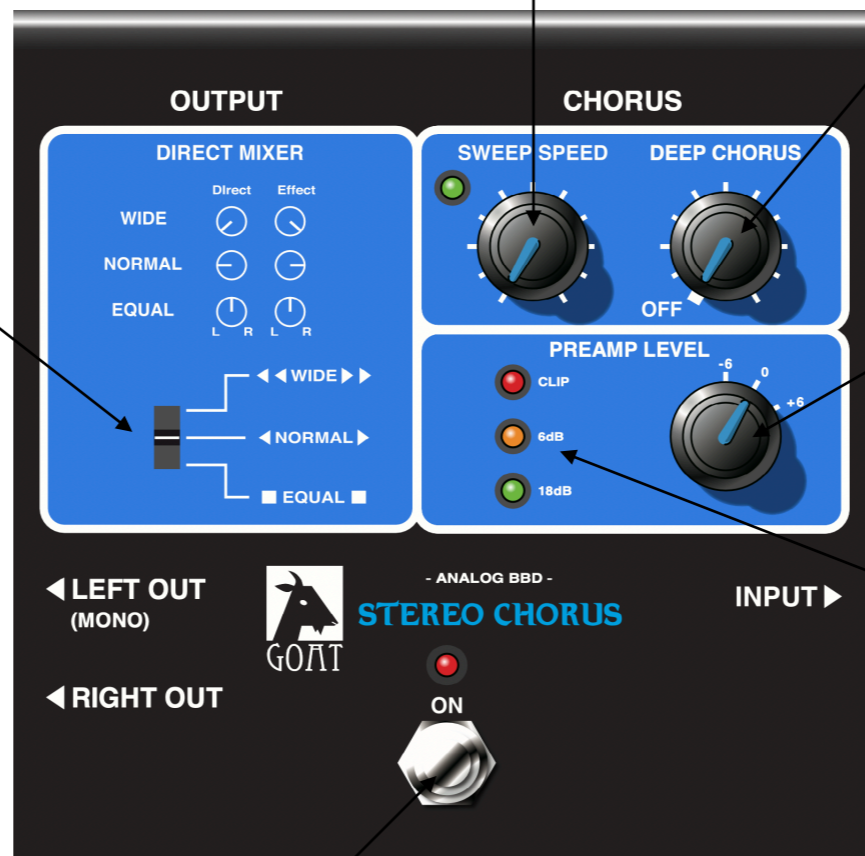 OUTPUT
DIRECT MIXER
Direct Effect
WIDE
NORMAL
EQUAL
L R L R
WIDE
NORMAL
EQUAL
CHORUS
SWEEP SPEED DEEP CHORUS
OFF
PREAMP LEVEL
CLIP
6dB
18dB
-6 0 +6
LEFT OUT
(MONO)
RIGHT OUT
GOAT
- ANALOG BBD -
STEREO CHORUS
ON
INPUT